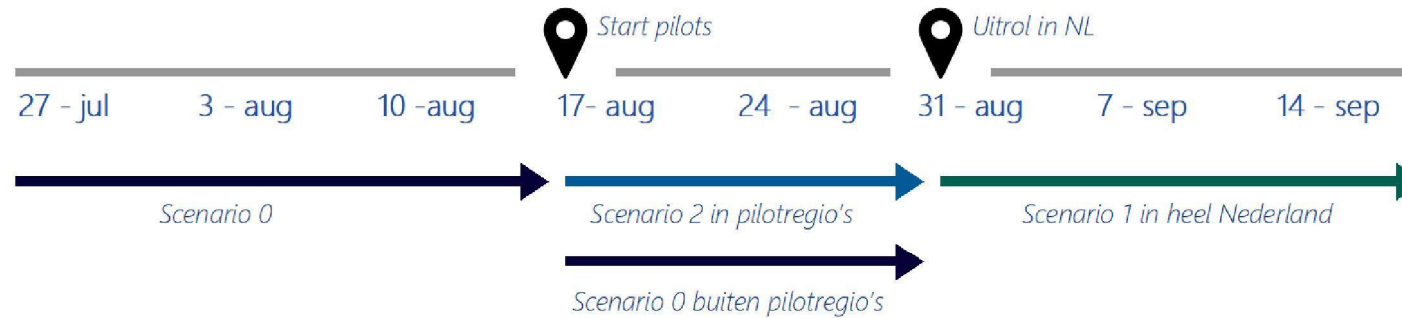 Start pilots
Uitrol in NL
27 - jul
3 - aug
10 -aug
17- aug
24 - aug
31 - aug
7 - sep
14 - sep
Scenario 0
Scenario 2 in pilotregio's
Scenario 1 in heel Nederland
Scenario 0 buiten pilotregio's